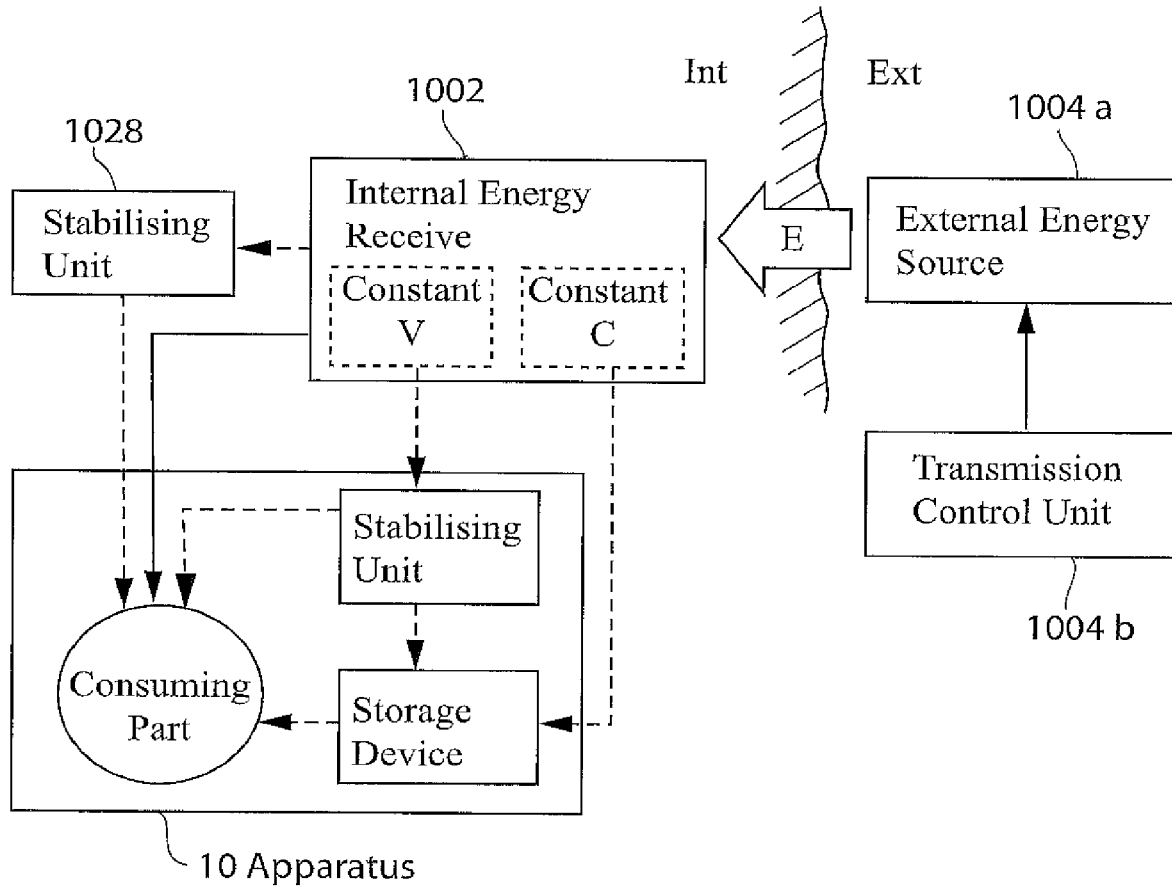 Int
Ext
1002
1004 a
1028
Internal Energy
Receive
Stabilising
Unit
E
External Energy
Source
Constant
V
Constant
C
Transmission
Control Unit
Stabilising
Unit
1004 b
Consuming
Part
Storage
Device
10 Apparatus